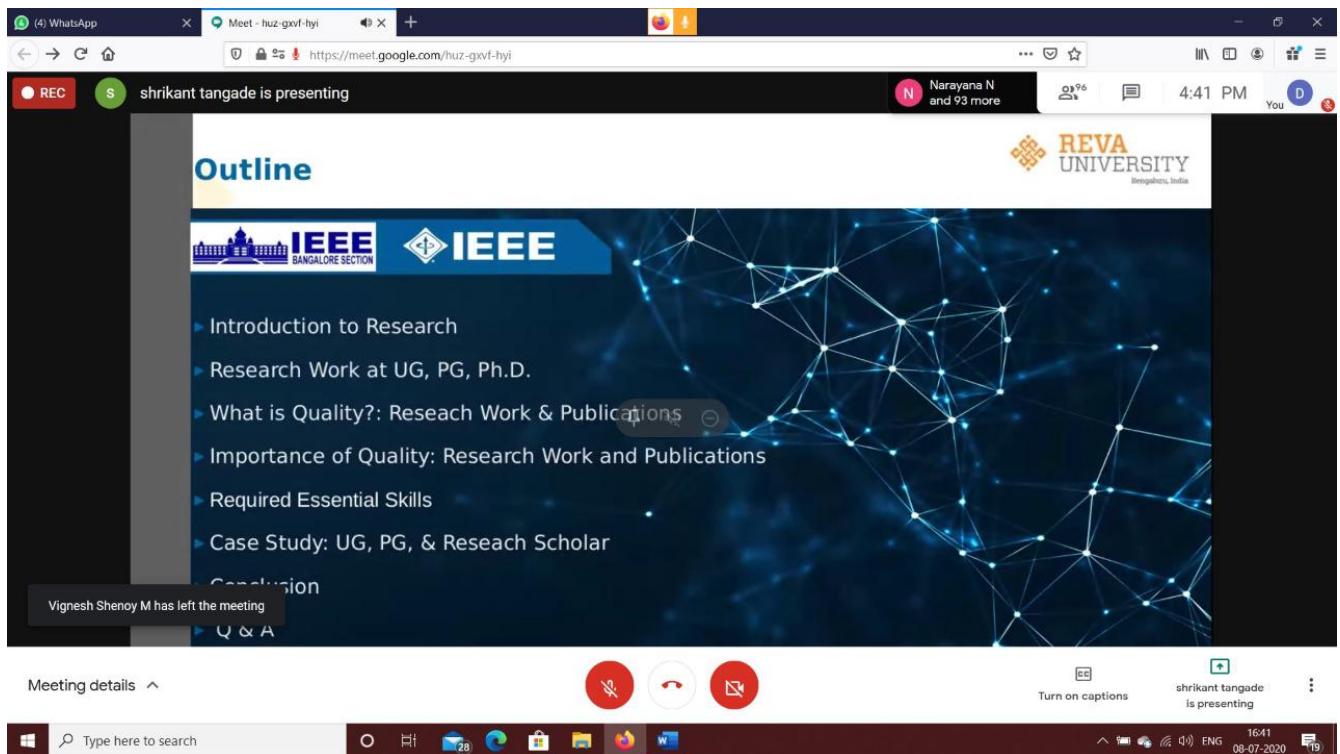 (4) WhatsApp
Meet - huz-gxvf-hyi
https://meet.google.com/huz-gxvf-hyi
REC
S
shrikant tangade is presenting
N
Narayana N
and 93 more
96
4:41 PM
You
D
Outline
REVA
UNIVERSITY
Bengaluru, India
IEEE
BANGALORE SECTION
IEEE
Introduction to Research
Research Work at UG, PG, Ph.D.
What is Quality?: Reseach Work & Publications
Importance of Quality: Research Work and Publications
Required Essential Skills
Case Study: UG, PG, & Reseach Scholar
Conclusion
Vignesh Shenoy M has left the meeting
Q & A
Meeting details
CC
Turn on captions
shrikant tangade
is presenting
Type here to search
28
W
ENG
16:41
08-07-2020
19